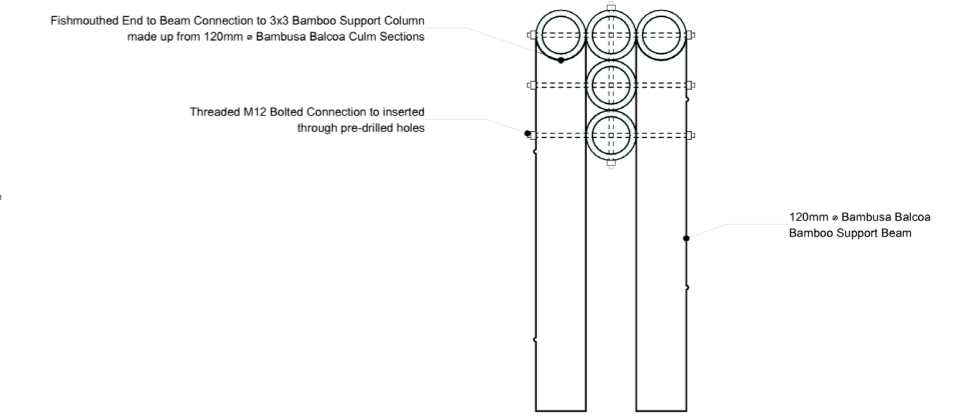 Fishmouthed End to Beam Connection to 3x3 Bamboo Support Column
made up from 120mm ⌀ Bambusa Balcoa Culm Sections
Threaded M12 Bolted Connection to inserted
through pre-drilled holes
120mm ⌀ Bambusa Balcoa
Bamboo Support Beam